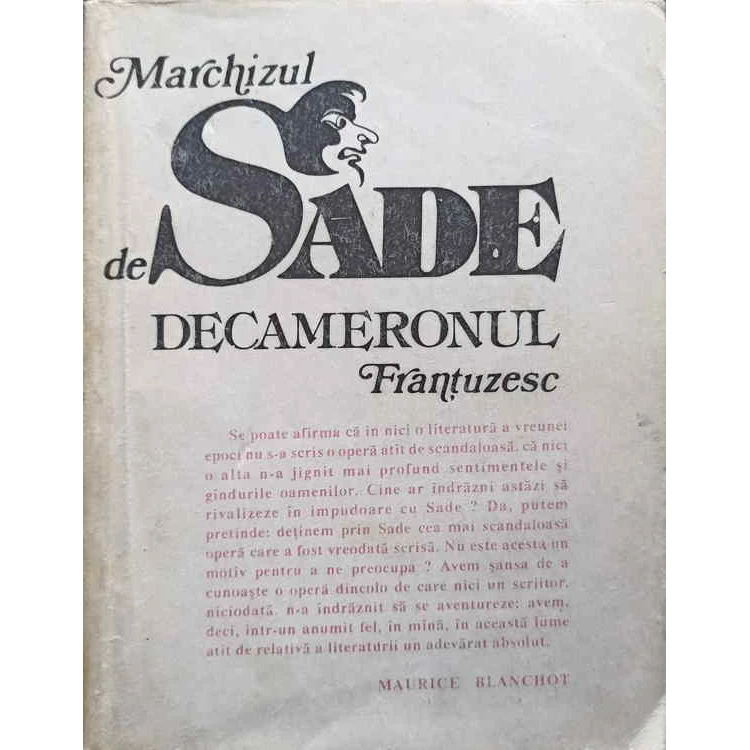 Marchizul
de SADE
DECAMERONUL
Franțuzesc
Se poate afirma că în nici o literatură a vreunei
epoci nu s-a scris o operă atît de scandaloasă, că nici
o alta n-a jignit mai profund sentimentele și
gîndurile oamenilor. Cine ar îndrăzni astăzi să
rivalizeze în impudoare cu Sade ? Da, putem
pretinde: deținem prin Sade cea mai scandaloasă
operă care a fost vreodată scrisă. Nu este acesta un
motiv pentru a ne preocupa ? Avem șansa de a
cunoaște o operă dincolo de care nici un scriitor,
niciodată, n-a îndrăznit să se aventureze; avem,
deci, într-un anumit fel, în mînă, în această lume
atît de relativă a literaturii un adevărat absolut.
MAURICE BLANCHOT